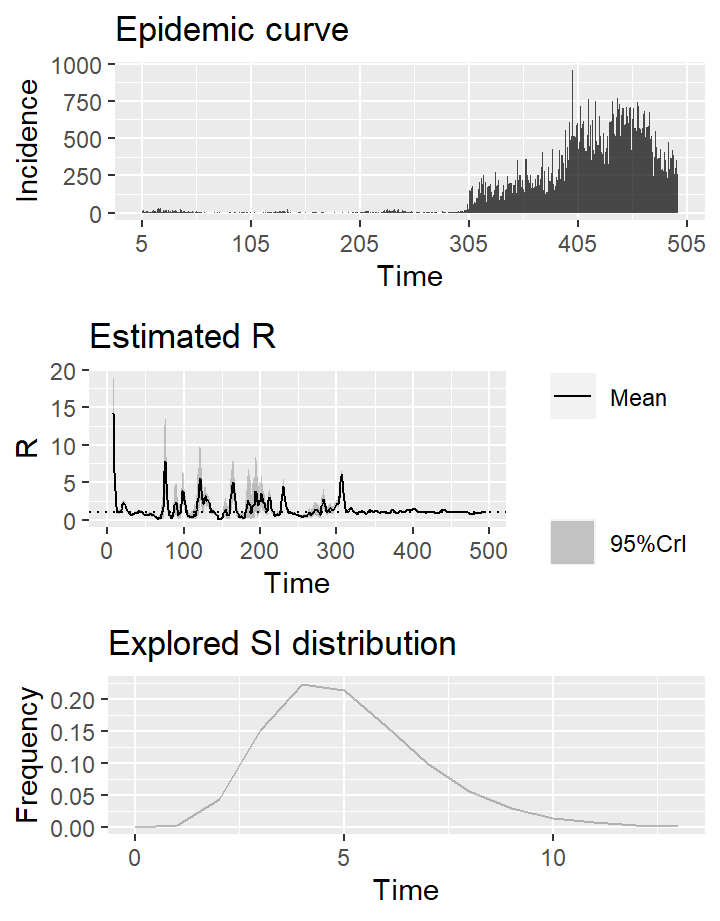 Epidemic curve
1000
750
500
250
0
Incidence
5 105 205 305 405 505
Time
Estimated R
20
15
10
5
0
R
0 100 200 300 400 500
Time
Mean
95%CrI
Explored SI distribution
0.20
0.15
0.10
0.05
0.00
Frequency
0 5 10
Time